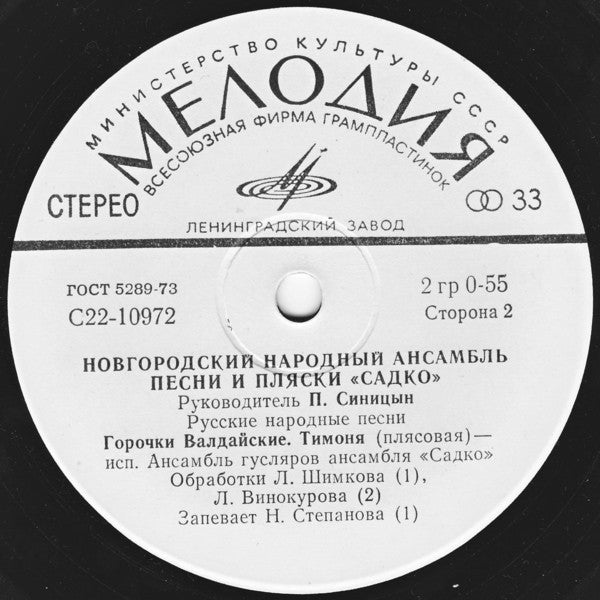 МИНИСТЕРСТВО КУЛЬТУРЫ СССР
МЕЛОДИЯ
ВСЕСОЮЗНАЯ ФИРМА ГРАМПЛАСТИНОК
СТЕРЕО
33
ЛЕНИНГРАДСКИЙ ЗАВОД
ГОСТ 5289-73
2 гр 0-55
С22-10972
Сторона 2
НОВГОРОДСКИЙ НАРОДНЫЙ АНСАМБЛЬ
ПЕСНИ И ПЛЯСКИ «САДКО»
Руководитель П. Синицын
Русские народные песни
Горочки Валдайские. Тимоня (плясовая)—
исп. Ансамбль гусляров ансамбля «Садко»
Обработки Л. Шимкова (1),
Л. Винокурова (2)
Запевает Н. Степанова (1)